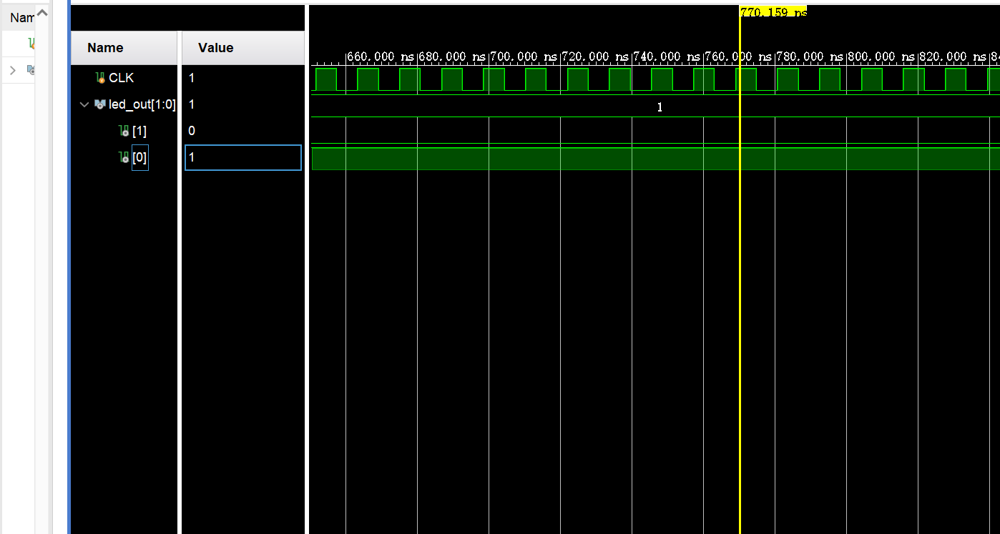 Nam
770.159 ns
Name Value
660.000 ns 680.000 ns 700.000 ns 720.000 ns 740.000 ns 760.000 ns 780.000 ns 800.000 ns 820.000 ns 84
CLK 1
led_out[1:0] 1 1
[1] 0
[0] 1